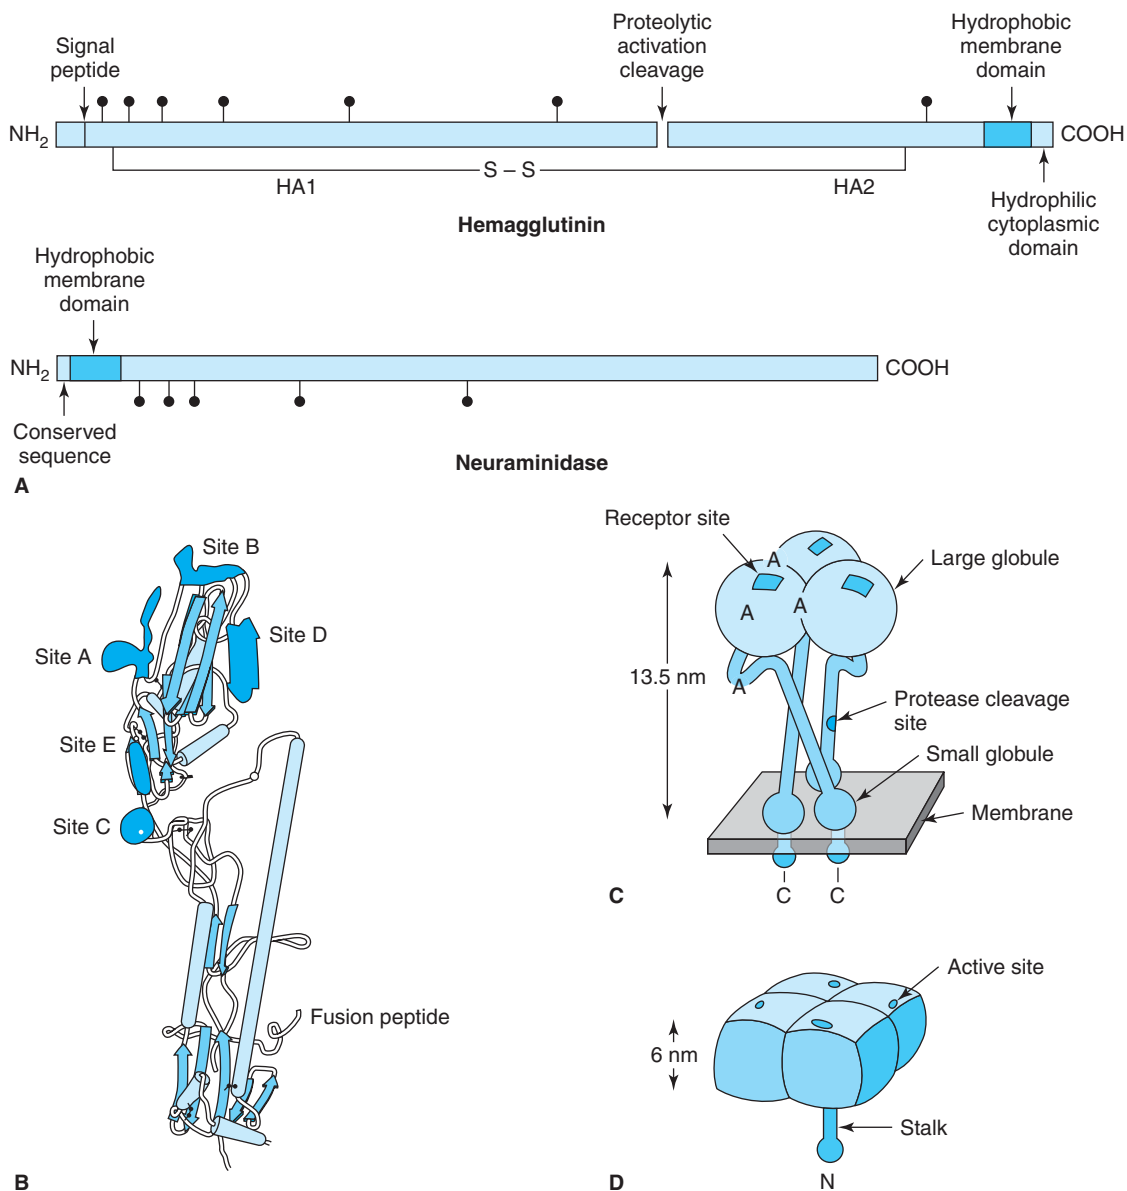 Signal
peptide
Proteolytic
activation
cleavage
Hydrophobic
membrane
domain
NH2
COOH
S – S
HA1
HA2
Hemagglutinin
Hydrophilic
cytoplasmic
domain
Hydrophobic
membrane
domain
NH2
COOH
Conserved
sequence
Neuraminidase
A
Site B
Site D
Site A
Site E
Site C
Fusion peptide
B
Receptor site
A
A
A
A
Large globule
13.5 nm
Protease cleavage
site
Small globule
Membrane
C
C
C
Active site
6 nm
Stalk
N
D